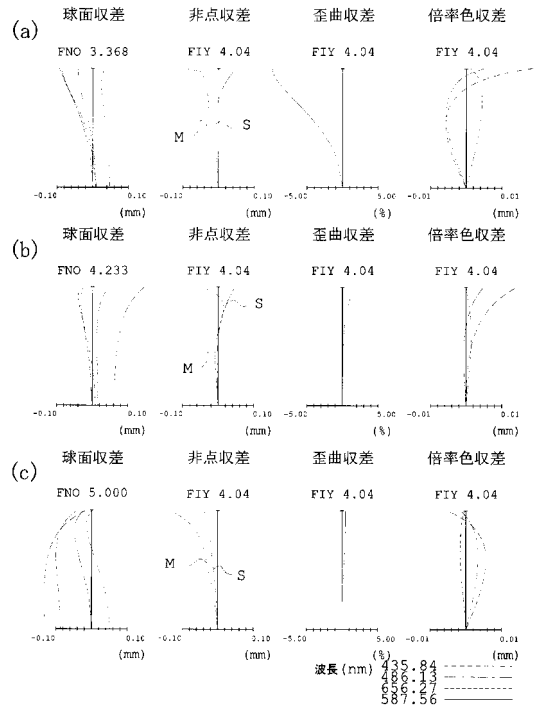 (a)
球面収差 非点収差 歪曲収差 倍率色収差
FNO 3.368 FIY 4.04 FIY 4.04 FIY 4.04
M S
-0.10 0.10 -0.10 0.10 -5.00 5.00 -0.01 0.01
(mm) (mm) (%) (mm)
(b)
球面収差 非点収差 歪曲収差 倍率色収差
FNO 4.233 FIY 4.04 FIY 4.04 FIY 4.04
S
M
-0.10 0.10 -0.10 0.10 -5.00 5.00 -0.01 0.01
(mm) (mm) (%) (mm)
(c)
球面収差 非点収差 歪曲収差 倍率色収差
FNO 5.000 FIY 4.04 FIY 4.04 FIY 4.04
M S
-0.10 0.10 -0.10 0.10 -5.00 5.00 -0.01 0.01
(mm) (mm) (%) (mm)
波長(nm) 435.84
486.13
656.27
587.56